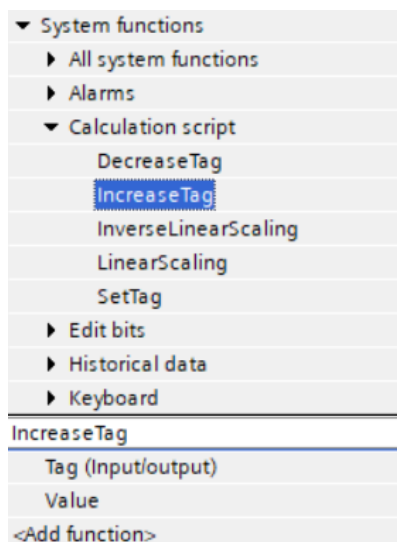 System functions
All system functions
Alarms
Calculation script
DecreaseTag
IncreaseTag
InverseLinearScaling
LinearScaling
SetTag
Edit bits
Historical data
Keyboard
IncreaseTag
Tag (Input/output)
Value
<Add function>